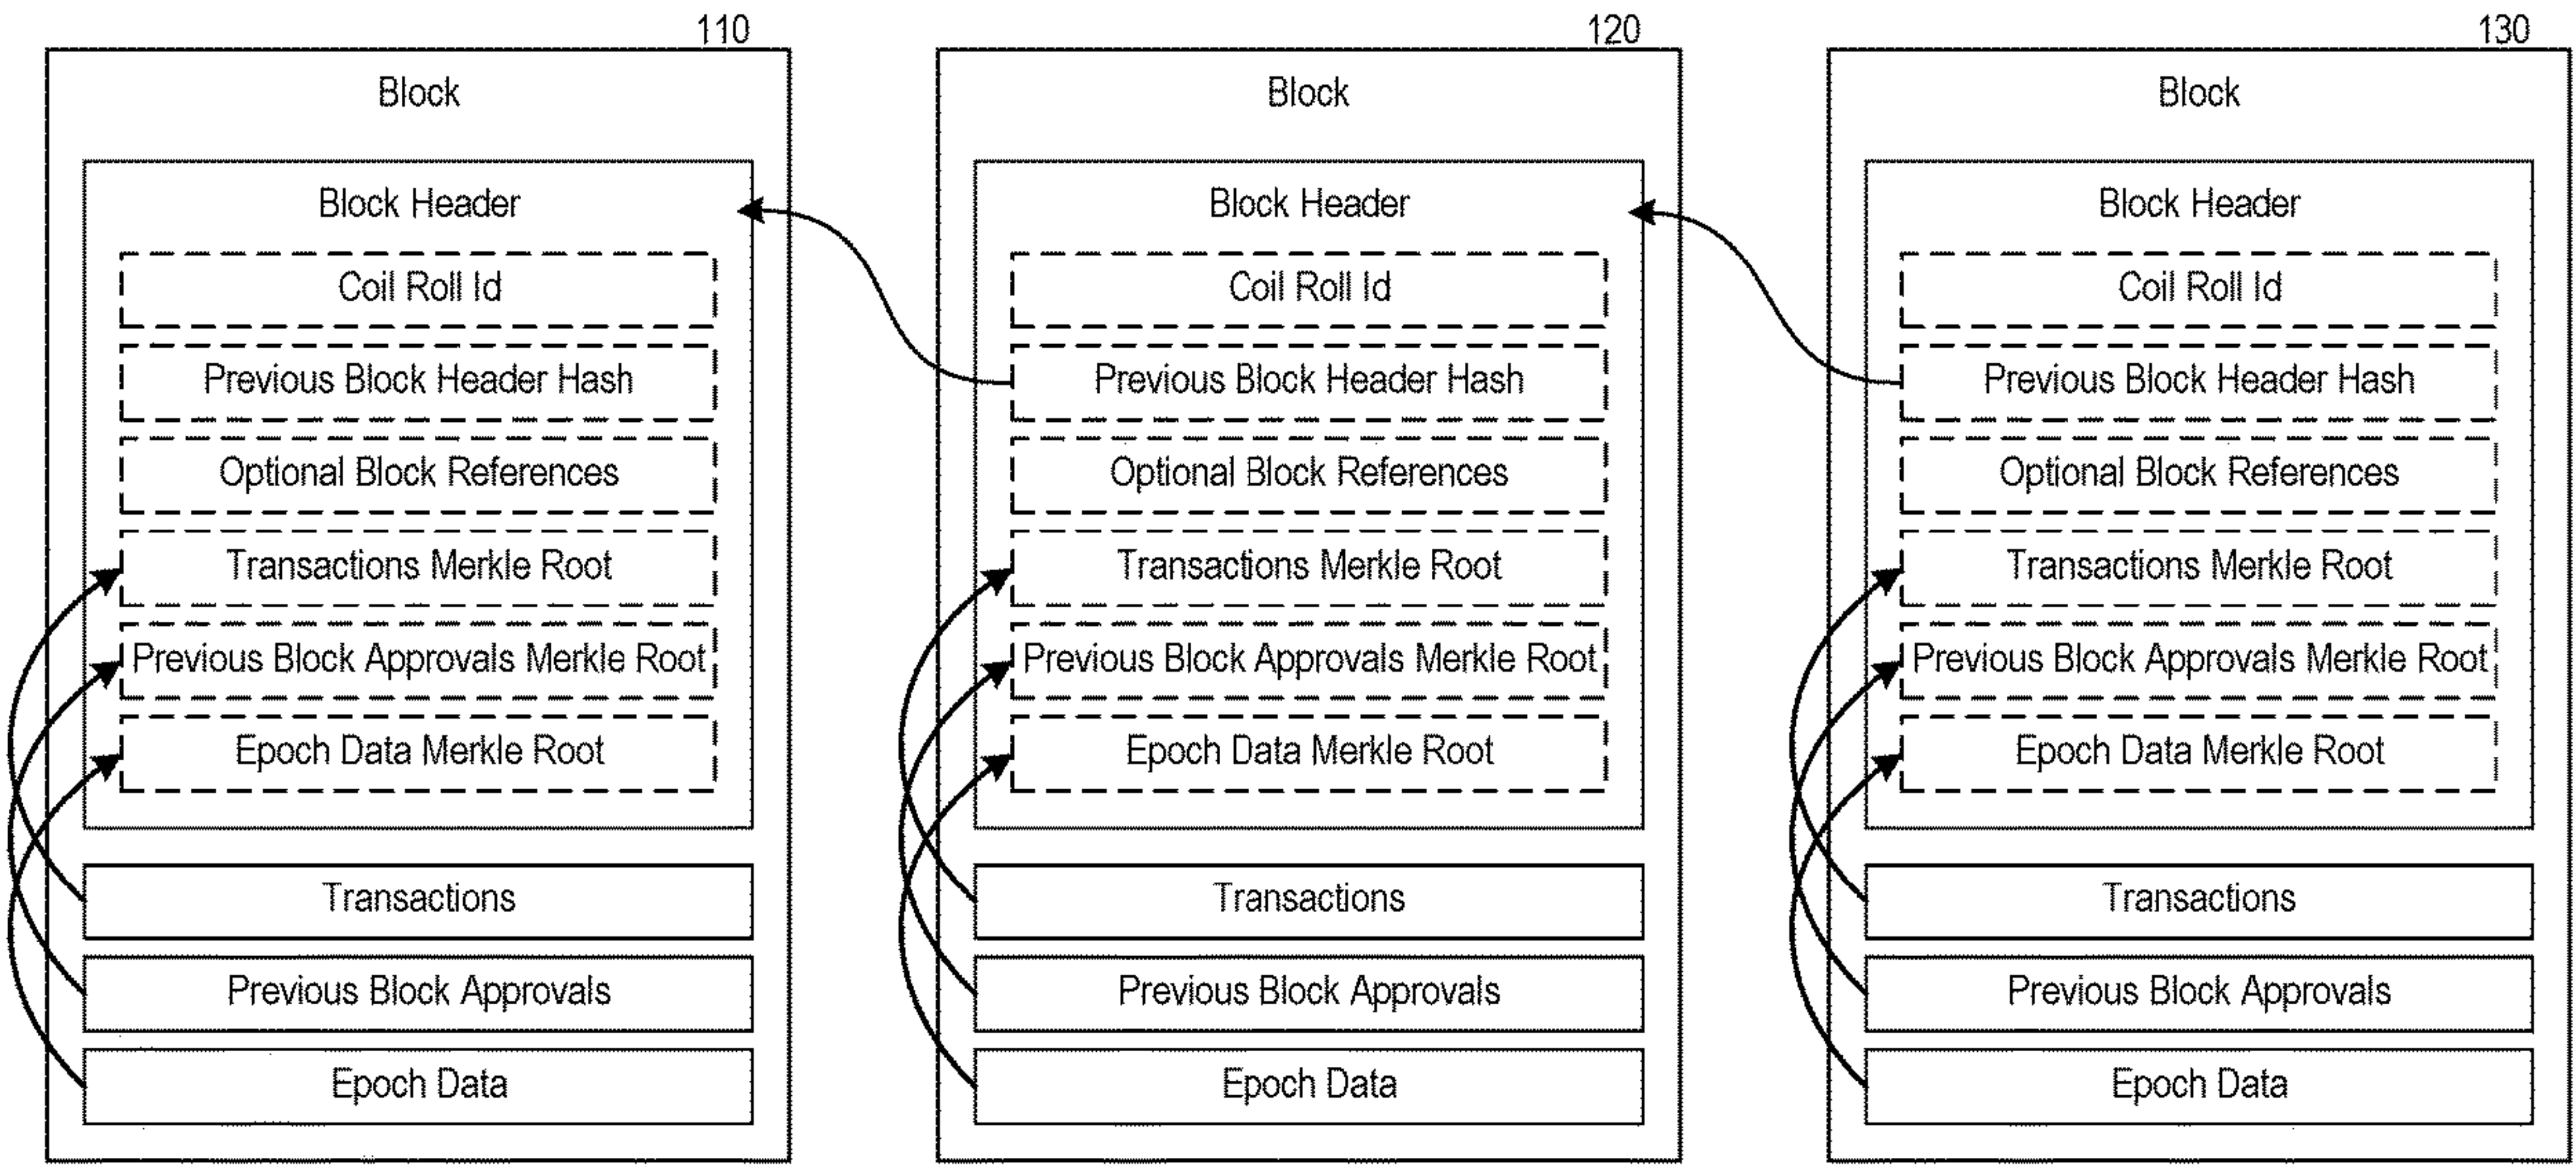 110
Block
Block Header
Coil Roll Id
Previous Block Header Hash
Optional Block References
Transactions Merkle Root
Previous Block Approvals Merkle Root
Epoch Data Merkle Root
Transactions
Previous Block Approvals
Epoch Data
120
Block
Block Header
Coil Roll Id
Previous Block Header Hash
Optional Block References
Transactions Merkle Root
Previous Block Approvals Merkle Root
Epoch Data Merkle Root
Transactions
Previous Block Approvals
Epoch Data
130
Block
Block Header
Coil Roll Id
Previous Block Header Hash
Optional Block References
Transactions Merkle Root
Previous Block Approvals Merkle Root
Epoch Data Merkle Root
Transactions
Previous Block Approvals
Epoch Data